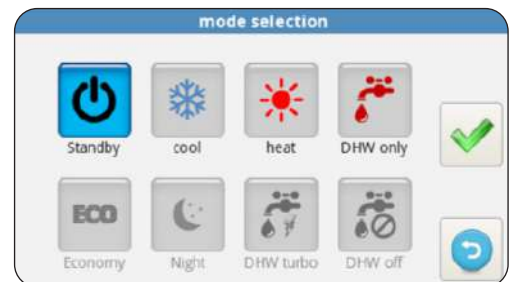 mode selection
Standby cool heat DHW only
ECO
Economy Night DHW turbo DHW off